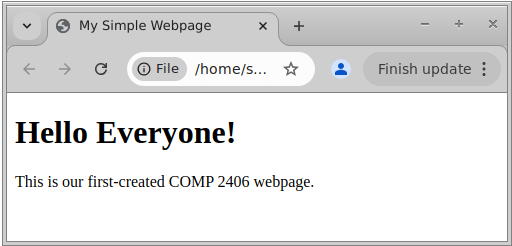 My Simple Webpage
File /home/s... Finish update
Hello Everyone!
This is our first-created COMP 2406 webpage.